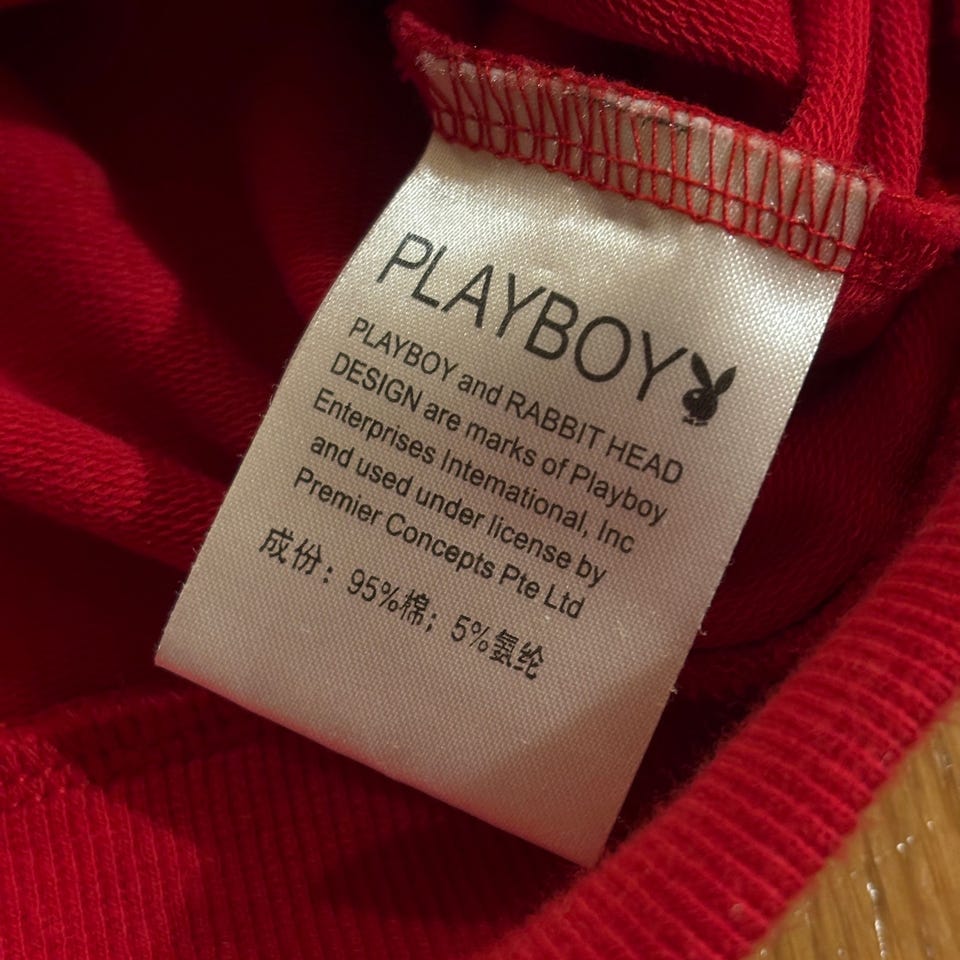 PLAYBOY
PLAYBOY and RABBIT HEAD
DESIGN are marks of Playboy
Enterprises International, Inc
and used under license by
Premier Concepts Pte Ltd
成份：95%棉；5%氨纶